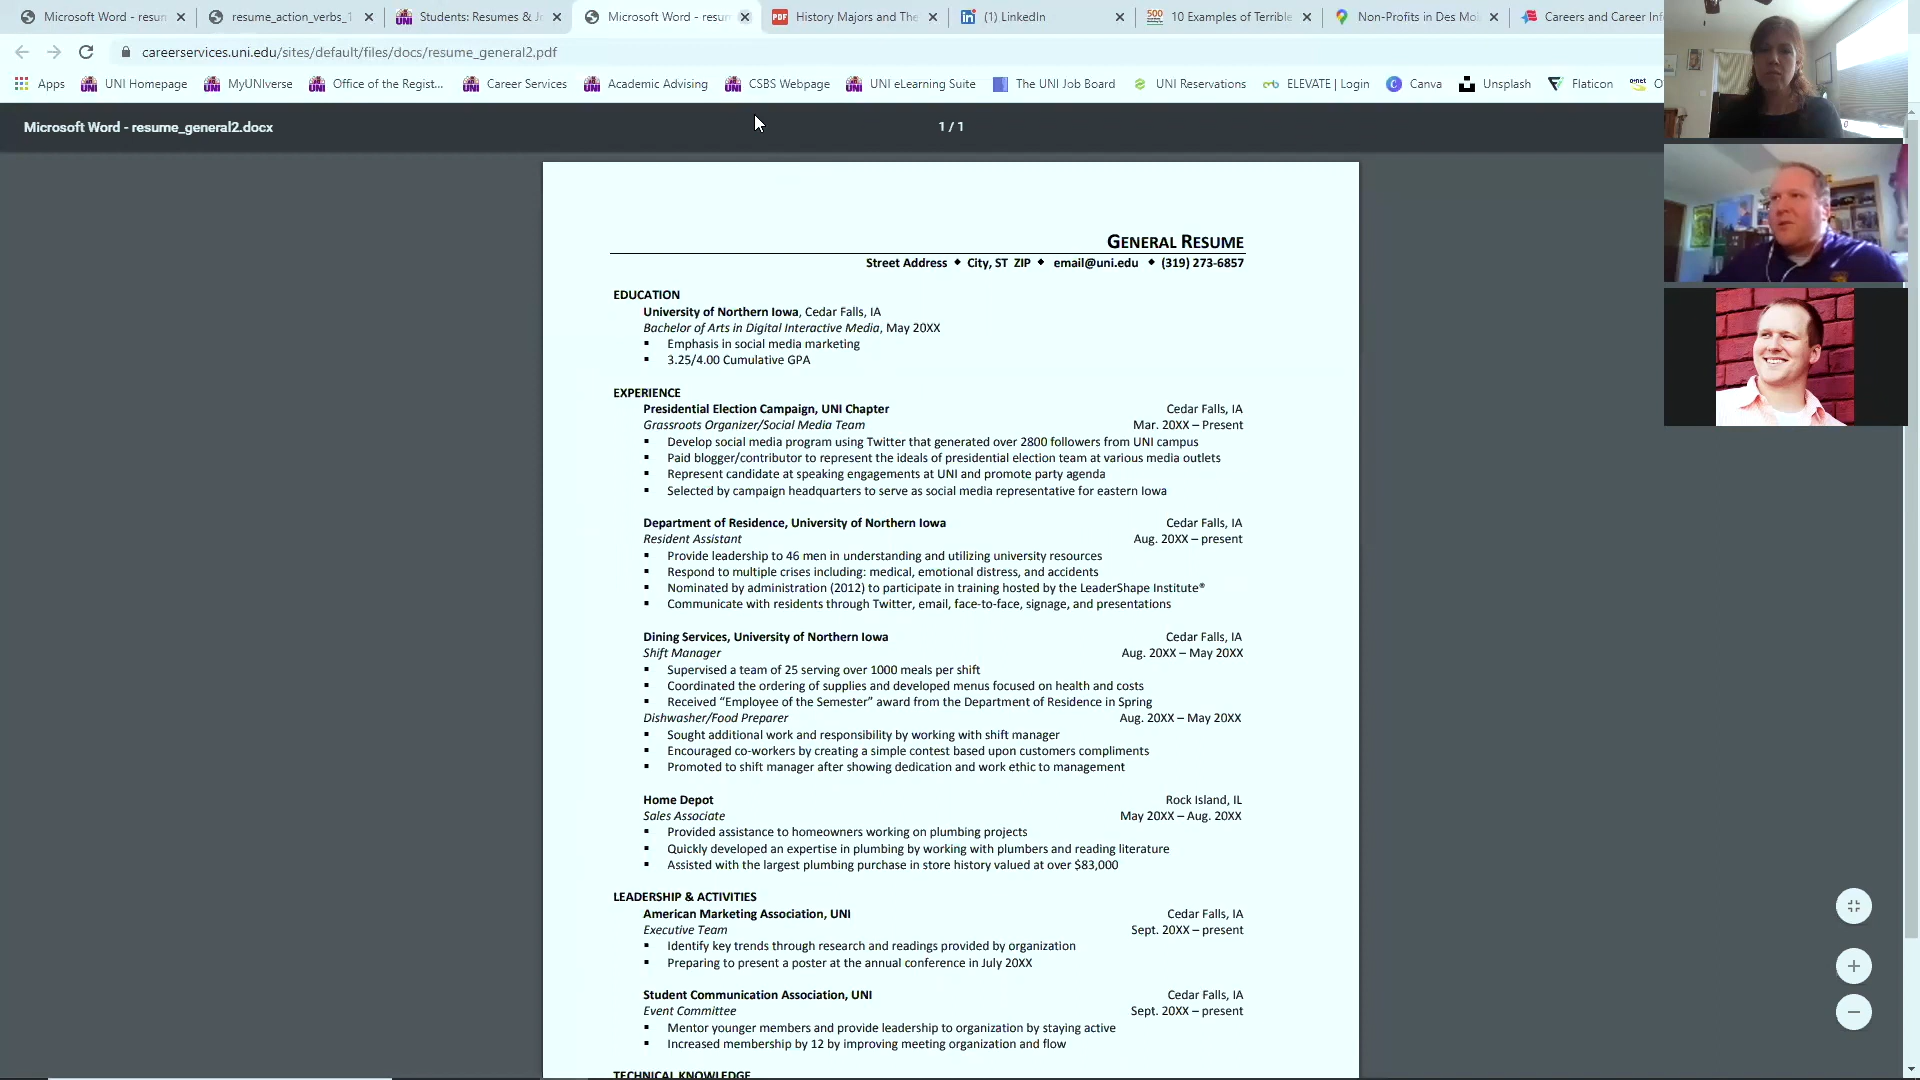 Microsoft Word - resum
resume_action_verbs_1
Students: Resumes & Jo
Microsoft Word - resum
History Majors and The
(1) LinkedIn
10 Examples of Terrible
Non-Profits in Des Moi
Careers and Career Inf
careerservices.uni.edu/sites/default/files/docs/resume_general2.pdf
Apps
UNI Homepage
MyUNIverse
Office of the Regist...
Career Services
Academic Advising
CSBS Webpage
UNI eLearning Suite
The UNI Job Board
UNI Reservations
ELEVATE | Login
Canva
Unsplash
Flaticon
Microsoft Word - resume_general2.docx
1 / 1
GENERAL RESUME
Street Address ◆ City, ST ZIP ◆ email@uni.edu ◆ (319) 273-6857
EDUCATION
University of Northern Iowa, Cedar Falls, IA
Bachelor of Arts in Digital Interactive Media, May 20XX
▪ Emphasis in social media marketing
▪ 3.25/4.00 Cumulative GPA
EXPERIENCE
Presidential Election Campaign, UNI Chapter Cedar Falls, IA
Grassroots Organizer/Social Media Team Mar. 20XX – Present
▪ Develop social media program using Twitter that generated over 2800 followers from UNI campus
▪ Paid blogger/contributor to represent the ideals of presidential election team at various media outlets
▪ Represent candidate at speaking engagements at UNI and promote party agenda
▪ Selected by campaign headquarters to serve as social media representative for eastern Iowa
Department of Residence, University of Northern Iowa Cedar Falls, IA
Resident Assistant Aug. 20XX – present
▪ Provide leadership to 46 men in understanding and utilizing university resources
▪ Respond to multiple crises including: medical, emotional distress, and accidents
▪ Nominated by administration (2012) to participate in training hosted by the LeaderShape Institute®
▪ Communicate with residents through Twitter, email, face-to-face, signage, and presentations
Dining Services, University of Northern Iowa Cedar Falls, IA
Shift Manager Aug. 20XX – May 20XX
▪ Supervised a team of 25 serving over 1000 meals per shift
▪ Coordinated the ordering of supplies and developed menus focused on health and costs
▪ Received “Employee of the Semester” award from the Department of Residence in Spring
Dishwasher/Food Preparer Aug. 20XX – May 20XX
▪ Sought additional work and responsibility by working with shift manager
▪ Encouraged co-workers by creating a simple contest based upon customers compliments
▪ Promoted to shift manager after showing dedication and work ethic to management
Home Depot Rock Island, IL
Sales Associate May 20XX – Aug. 20XX
▪ Provided assistance to homeowners working on plumbing projects
▪ Quickly developed an expertise in plumbing by working with plumbers and reading literature
▪ Assisted with the largest plumbing purchase in store history valued at over $83,000
LEADERSHIP & ACTIVITIES
American Marketing Association, UNI Cedar Falls, IA
Executive Team Sept. 20XX – present
▪ Identify key trends through research and readings provided by organization
▪ Preparing to present a poster at the annual conference in July 20XX
Student Communication Association, UNI Cedar Falls, IA
Event Committee Sept. 20XX – present
▪ Mentor younger members and provide leadership to organization by staying active
▪ Increased membership by 12 by improving meeting organization and flow
TECHNICAL KNOWLEDGE